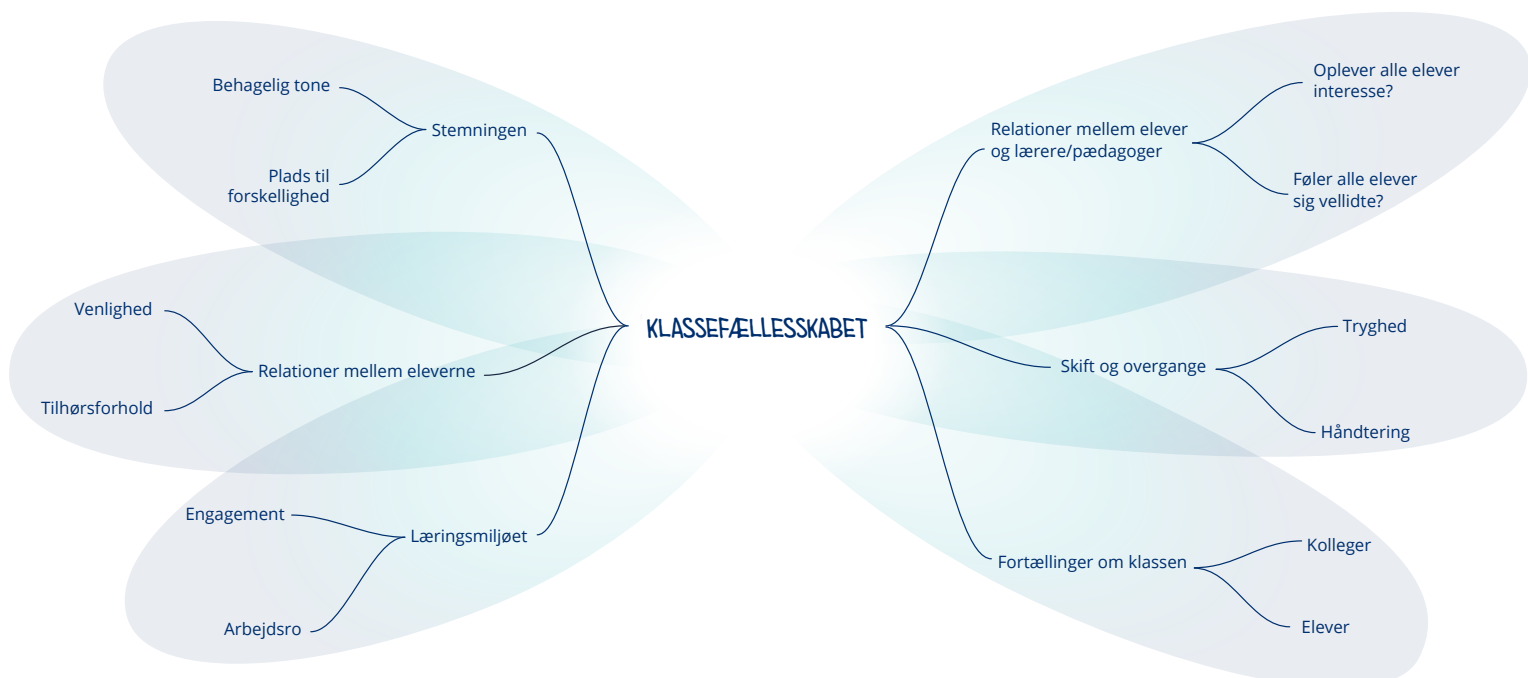 Behagelig tone
Stemningen
Plads til
forskellighed
Venlighed
Relationer mellem eleverne
Tilhørsforhold
Engagement
Læringsmiljøet
Arbejdsro
KLASSEFÆLLESSKABET
Oplever alle elever
interesse?
Relationer mellem elever
og lærere/pædagoger
Føler alle elever
sig vellidte?
Tryghed
Skift og overgange
Håndtering
Kolleger
Fortællinger om klassen
Elever